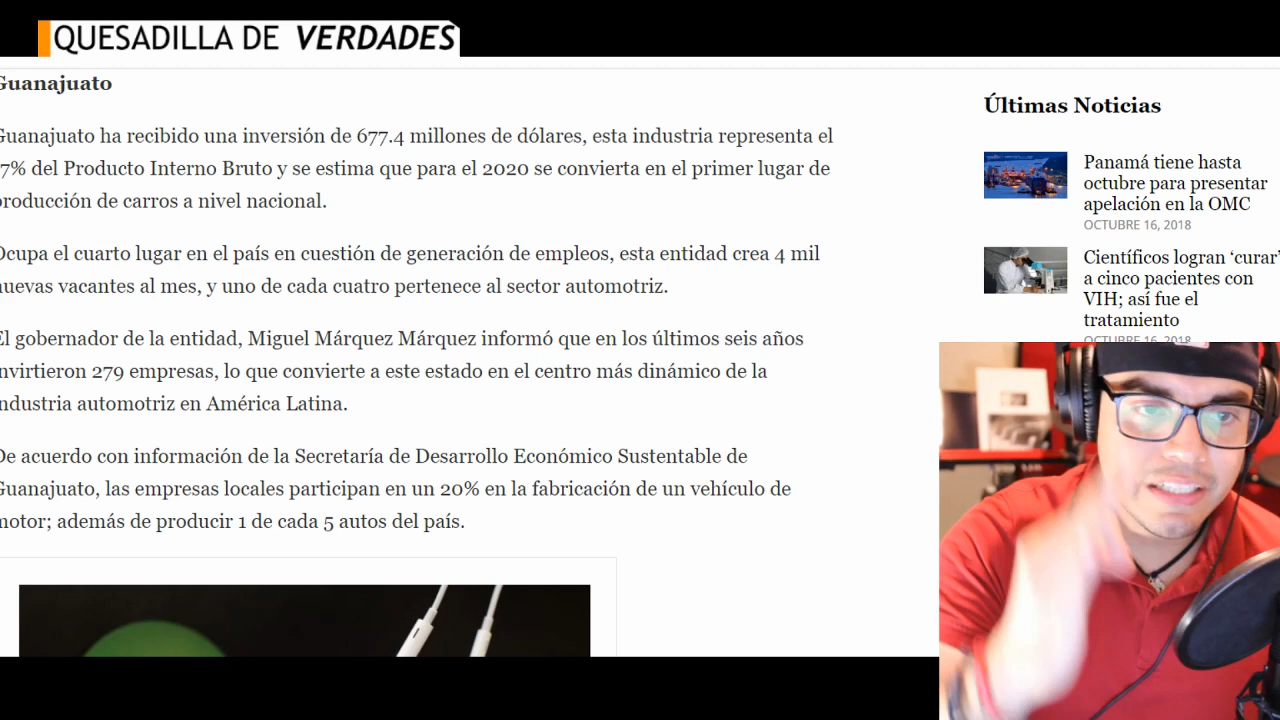 QUESADILLA DE VERDADES
Guanajuato
Guanajuato ha recibido una inversión de 677.4 millones de dólares, esta industria representa el
7% del Producto Interno Bruto y se estima que para el 2020 se convierta en el primer lugar de
producción de carros a nivel nacional.
Ocupa el cuarto lugar en el país en cuestión de generación de empleos, esta entidad crea 4 mil
nuevas vacantes al mes, y uno de cada cuatro pertenece al sector automotriz.
El gobernador de la entidad, Miguel Márquez Márquez informó que en los últimos seis años
invirtieron 279 empresas, lo que convierte a este estado en el centro más dinámico de la
industria automotriz en América Latina.
De acuerdo con información de la Secretaría de Desarrollo Económico Sustentable de
Guanajuato, las empresas locales participan en un 20% en la fabricación de un vehículo de
motor; además de producir 1 de cada 5 autos del país.
Últimas Noticias
Panamá tiene hasta
octubre para presentar
apelación en la OMC
OCTUBRE 16, 2018
Científicos logran ‘curar’
a cinco pacientes con
VIH; así fue el
tratamiento
OCTUBRE 16, 2018